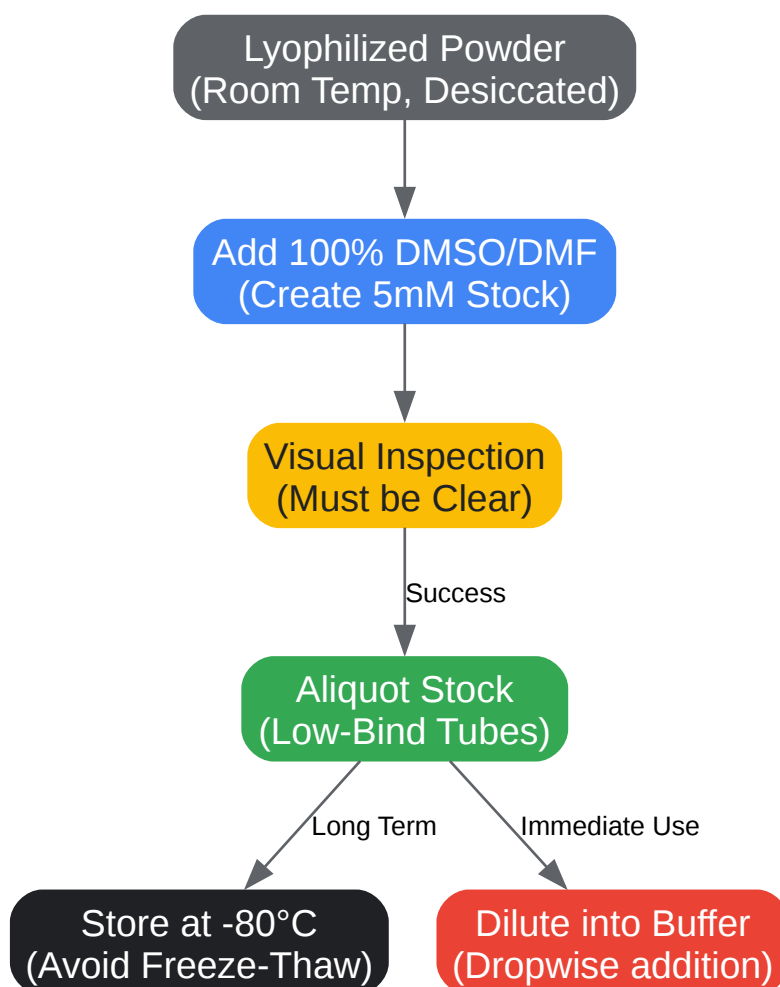 Lyophilized Powder
(Room Temp, Desiccated)
Add 100% DMSO/DMF
(Create 5mM Stock)
Visual Inspection
(Must be Clear)
Success
Aliquot Stock
(Low-Bind Tubes)
Long Term
Immediate Use
Store at -80°C
(Avoid Freeze-Thaw)
Dilute into Buffer
(Dropwise addition)